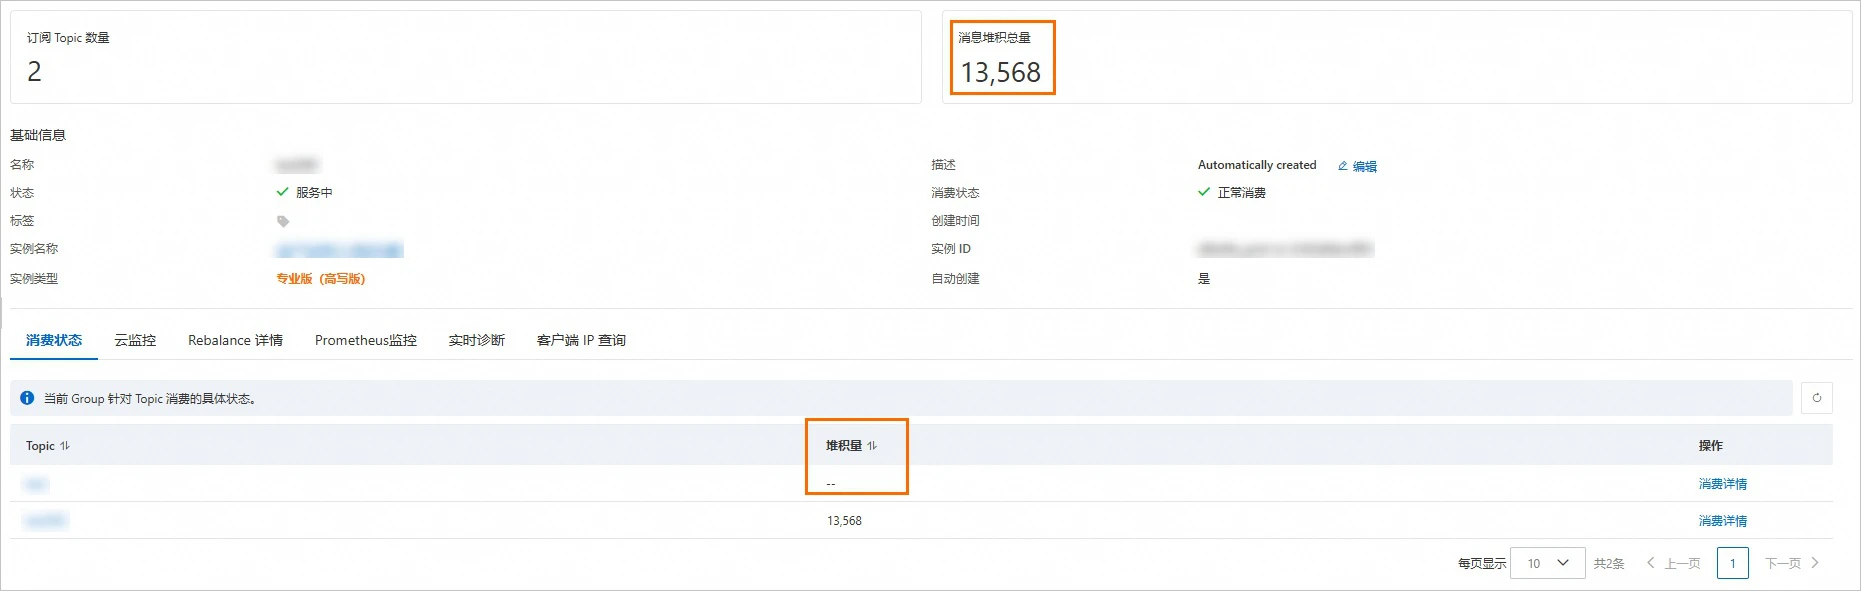 订阅 Topic 数量
2
消息堆积总量
13,568
基础信息
名称
描述 Automatically created 编辑
状态 服务中
消费状态 正常消费
标签
创建时间
实例名称
实例 ID
实例类型 专业版（高写版）
自动创建 是
消费状态 云监控 Rebalance 详情 Prometheus监控 实时诊断 客户端 IP 查询
当前 Group 针对 Topic 消费的具体状态。
Topic 堆积量 操作
-- 消费详情
13,568 消费详情
每页显示 10 共2条 上一页 1 下一页